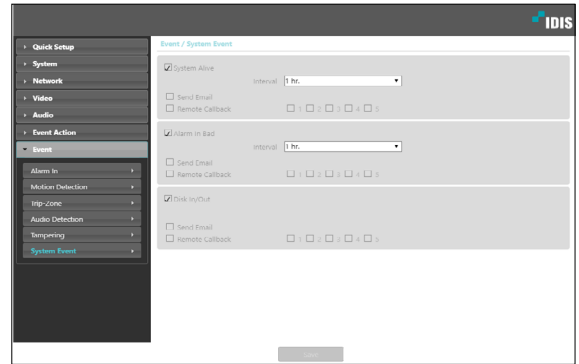 IDIS
Quick Setup
System
Network
Video
Audio
Event Action
Event
Alarm In
Motion Detection
Trip-Zone
Audio Detection
Tampering
System Event
Event / System Event
System Alive
Interval 1 hr.
Send Email
Remote Callback 1 2 3 4 5
Alarm In Bad
Interval 1 hr.
Send Email
Remote Callback 1 2 3 4 5
Disk In/Out
Send Email
Remote Callback 1 2 3 4 5
Save